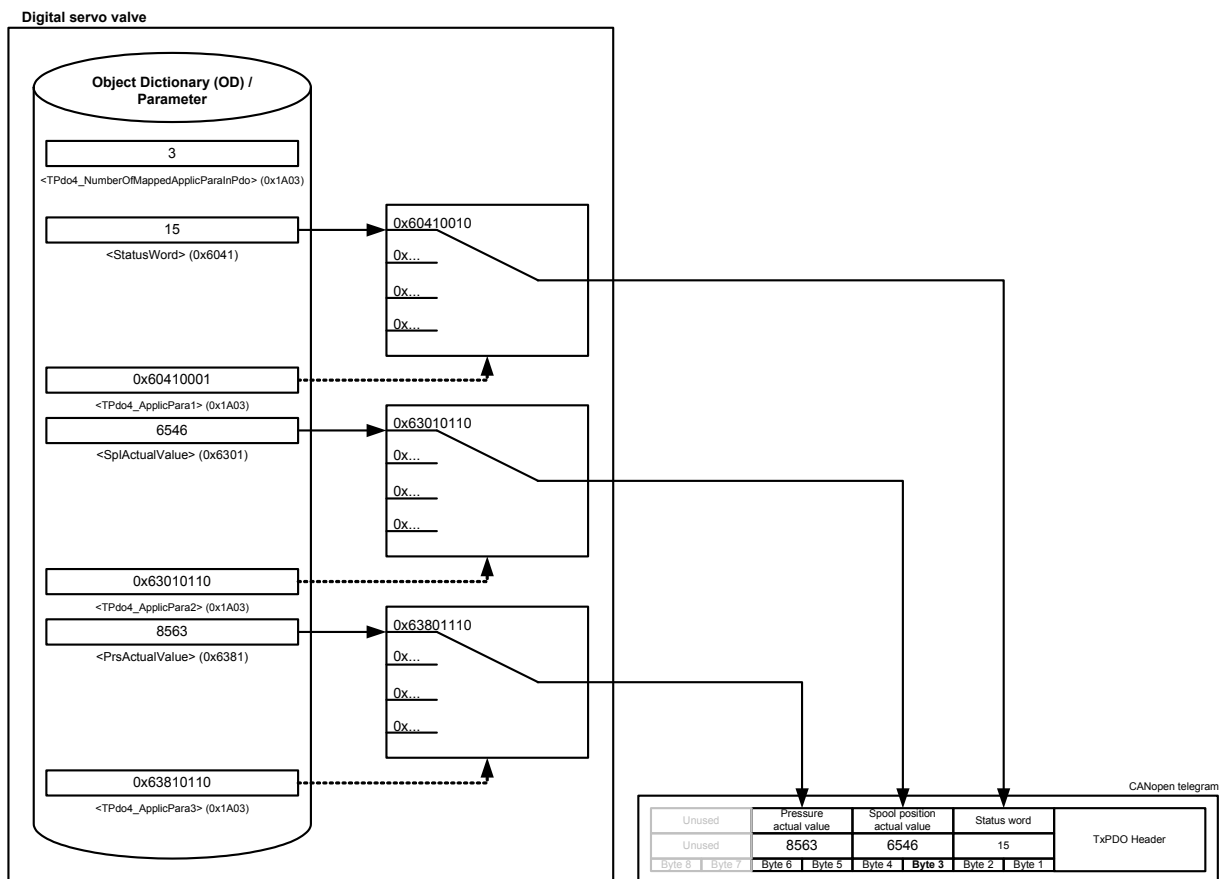 Digital servo valve
Object Dictionary (OD) /
Parameter
3
<TPdo4_NumberOfMappedApplicParaInPdo> (0x1A03)
15
<StatusWord> (0x6041)
0x60410010
0x...
0x...
0x...
0x60410001
<TPdo4_ApplicPara1> (0x1A03)
6546
<SplActualValue> (0x6301)
0x63010110
0x...
0x...
0x...
0x63010110
<TPdo4_ApplicPara2> (0x1A03)
8563
<PrsActualValue> (0x6381)
0x63801110
0x...
0x...
0x...
0x63810110
<TPdo4_ApplicPara3> (0x1A03)
CANopen telegram
Unused
Pressure
actual value
Spool position
actual value
Status word
TxPDO Header
Unused 8563 6546 15
Byte 8 Byte 7 Byte 6 Byte 5 Byte 4 Byte 3 Byte 2 Byte 1